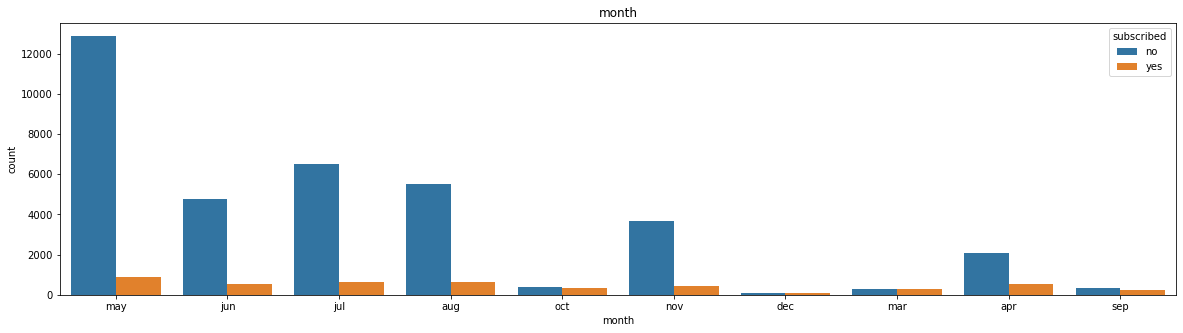 month
subscribed
no
yes
12000
10000
8000
6000
4000
2000
0
count
may jun jul aug oct nov dec mar apr sep
month